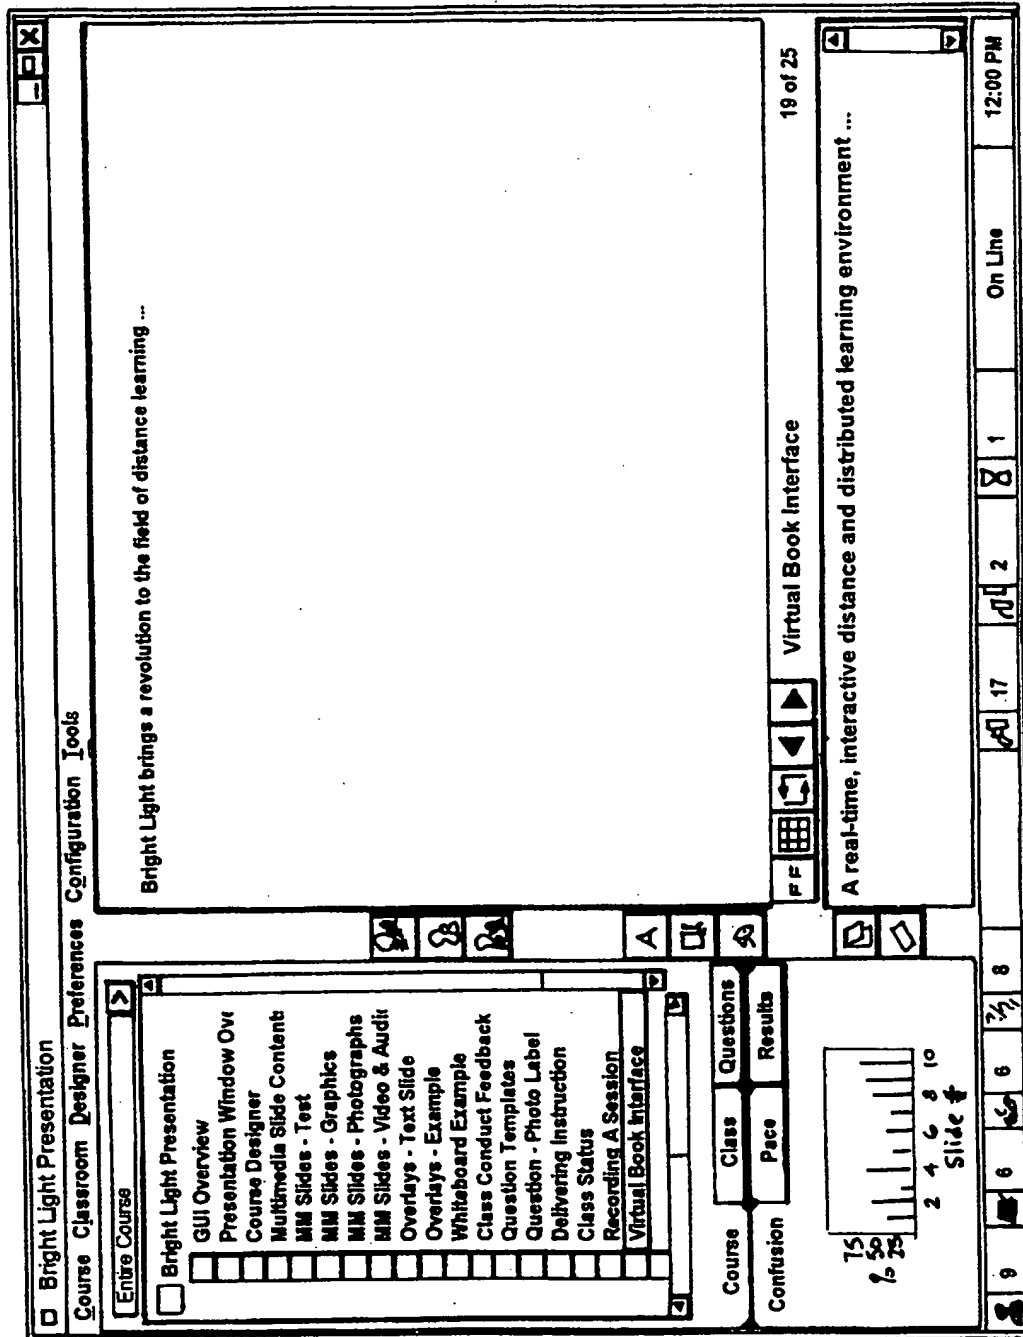 Bright Light Presentation
Course Classroom Designer Preferences Configuration Tools
Entire Course
Bright Light Presentation
GUI Overview
Presentation Window Ove
Course Designer
Multimedia Slide Contents
MM Slides - Test
MM Slides - Graphics
MM Slides - Photographs
MM Slides - Video & Audio
Overlays - Text Slide
Overlays - Example
Whiteboard Example
Class Conduct Feedback
Question Templates
Question - Photo Label
Delivering Instruction
Class Status
Recording A Session
Virtual Book Interface
Course Class Questions
Confusion Pace Results
75
% 50
25
2 4 6 8 10
Slide #
Bright Light brings a revolution to the field of distance learning ...
A
FF Virtual Book Interface 19 of 25
A real-time, interactive distance and distributed learning environment ...
9 6 6 ?/? 8 17 2 1 On Line 12:00 PM